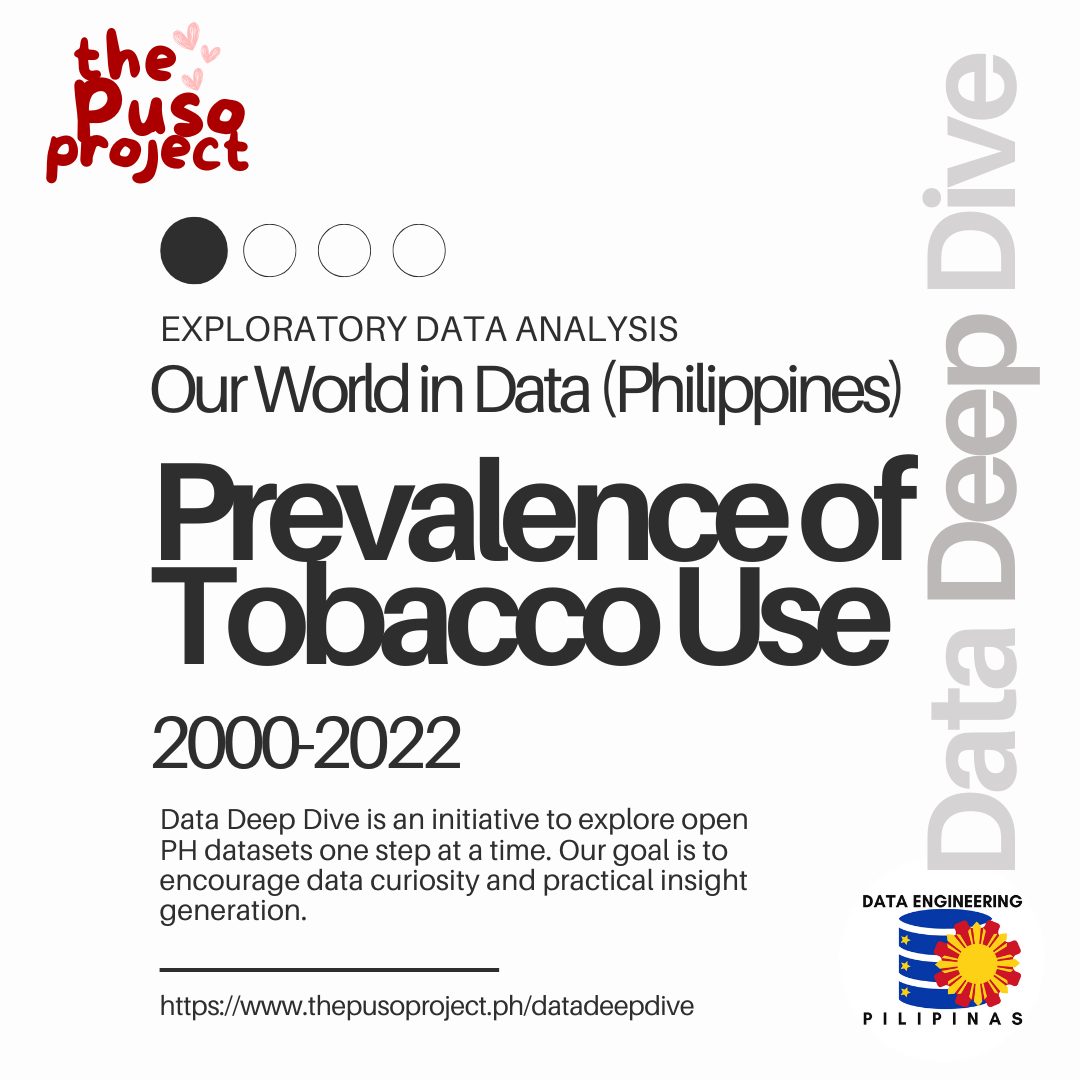 the
Puso
project
EXPLORATORY DATA ANALYSIS
Our World in Data (Philippines)
Prevalence of
Tobacco Use
2000-2022
Data Deep Dive is an initiative to explore open
PH datasets one step at a time. Our goal is to
encourage data curiosity and practical insight
generation.
https://www.thepusoproject.ph/datadeepdive
Data Deep Dive
DATA ENGINEERING
PILIPINAS